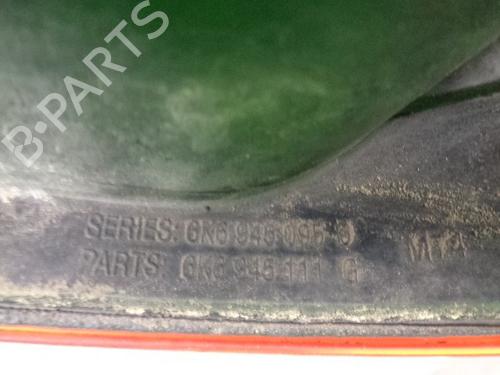 B-PARTS
SERIES: 6K6 945 095 G
PARTS: 6K6 945 111 G